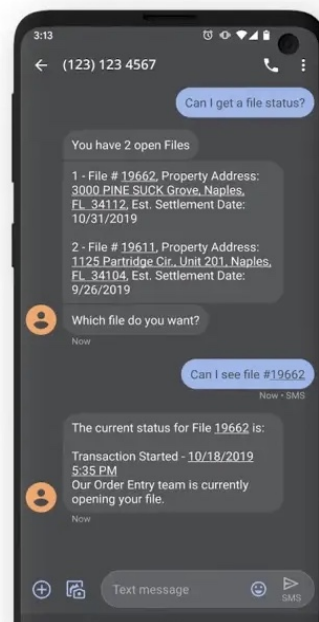 3:13
(123) 123 4567
Can I get a file status?
You have 2 open Files
1 - File # 19662, Property Address:
3000 PINE SUCK Grove, Naples,
FL 34112, Est. Settlement Date:
10/31/2019
2 - File # 19611, Property Address:
1125 Partridge Cir., Unit 201, Naples,
FL 34104, Est. Settlement Date:
9/26/2019
Which file do you want?
Now
Can I see file #19662
Now • SMS
The current status for File 19662 is:
Transaction Started - 10/18/2019
5:35 PM
Our Order Entry team is currently
opening your file.
Now
Text message
SMS